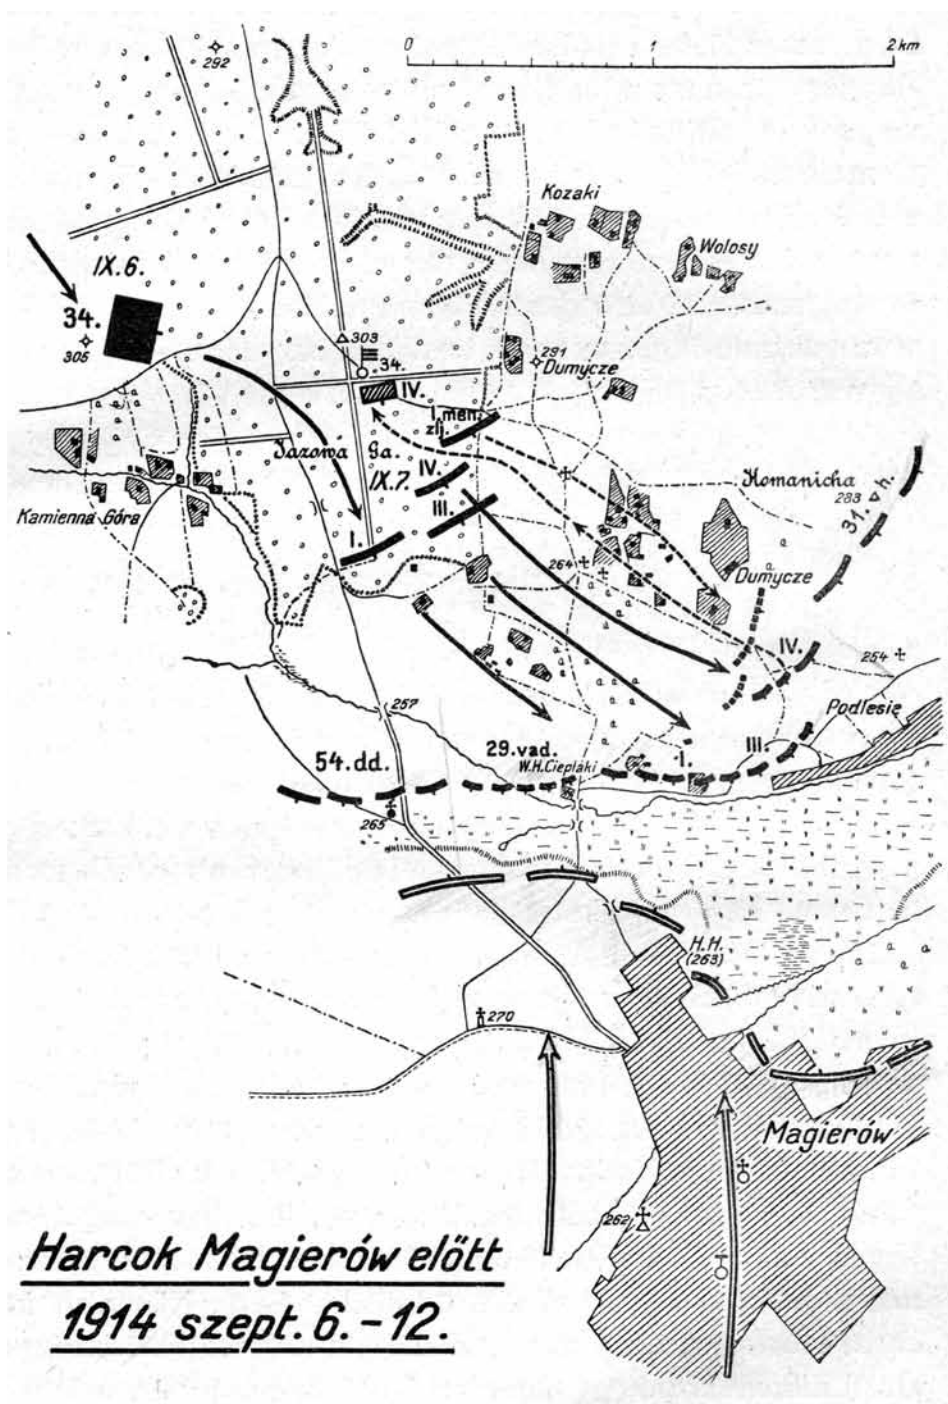 0 1 2 km
292
Kozaki
Wolosy
IX.6.
34.
305
303
34.
291
Dumycze
IV.
I. men.
zlj.
Jazowa Ga.
IX.7.
IV.
III.
Komanicha
283 h.
31.
Kamienna Góra
I.
264
Dumycze
IV.
254
257
Podlesie
54.dd.
29.vad.
W.H.Cieplaki
I.
III.
265
H.H.
(263)
270
Magierów
262
Harcok Magierów előtt
1914 szept. 6.-12.